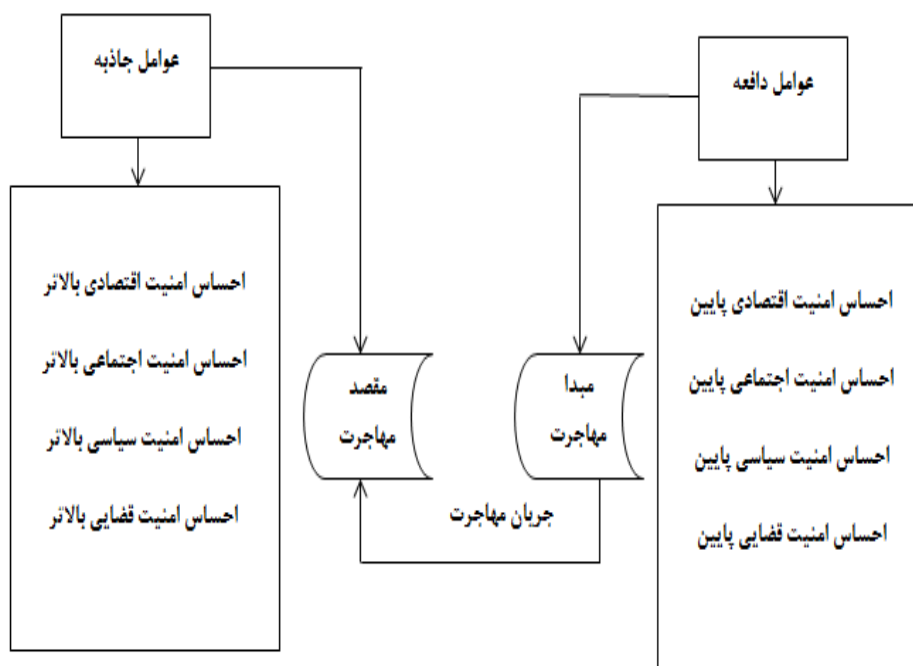 عوامل دافعه
احساس امنیت اقتصادی پایین
احساس امنیت اجتماعی پایین
احساس امنیت سیاسی پایین
احساس امنیت قضایی پایین
مبدا
مهاجرت
جریان مهاجرت
مقصد
مهاجرت
عوامل جاذبه
احساس امنیت اقتصادی بالاتر
احساس امنیت اجتماعی بالاتر
احساس امنیت سیاسی بالاتر
احساس امنیت قضایی بالاتر